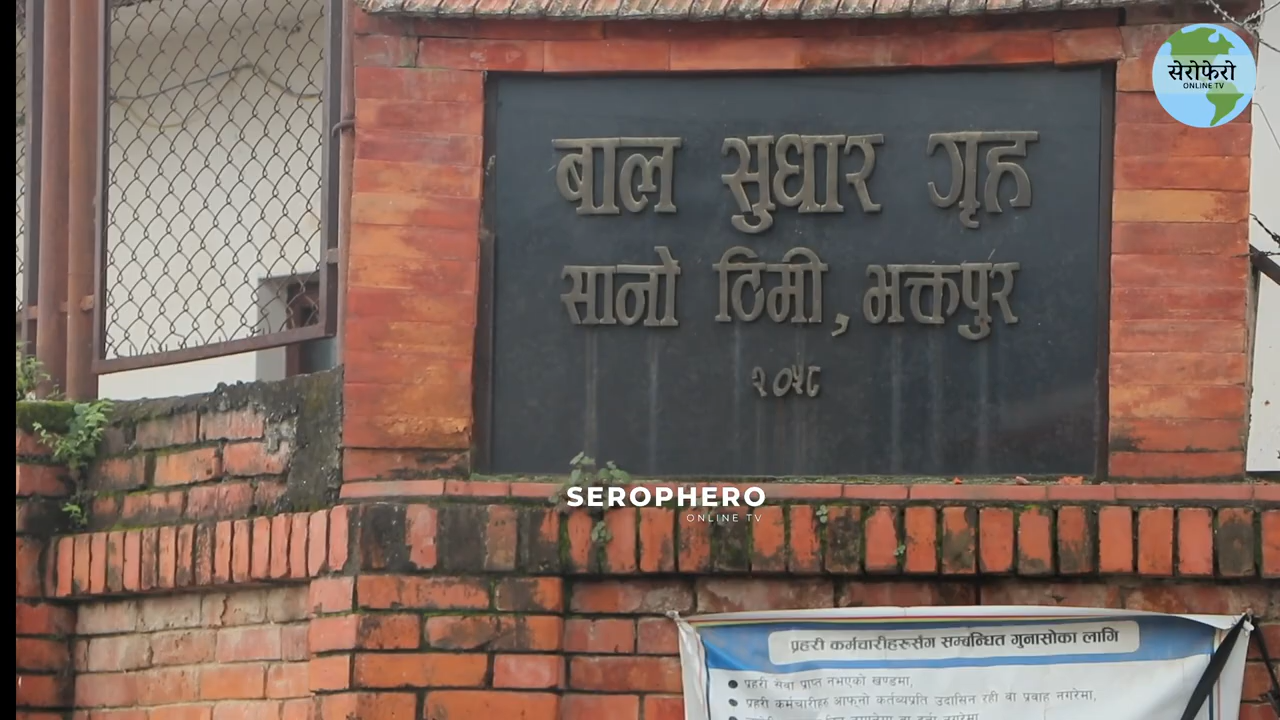 सेरोफेरो
ONLINE TV
बाल सुधार गृह
सानो ठिमी, भक्तपुर
२०५८
SEROPHERO
ONLINE TV
प्रहरी कर्मचारीहरूसँग सम्बन्धित गुनासोका लागि
प्रहरी सेवा प्राप्त नभएको खण्डमा,
प्रहरी कर्मचारीहरु आफ्नो कर्तव्यप्रति उदासिन रही वा प्रवाह नगरेमा,